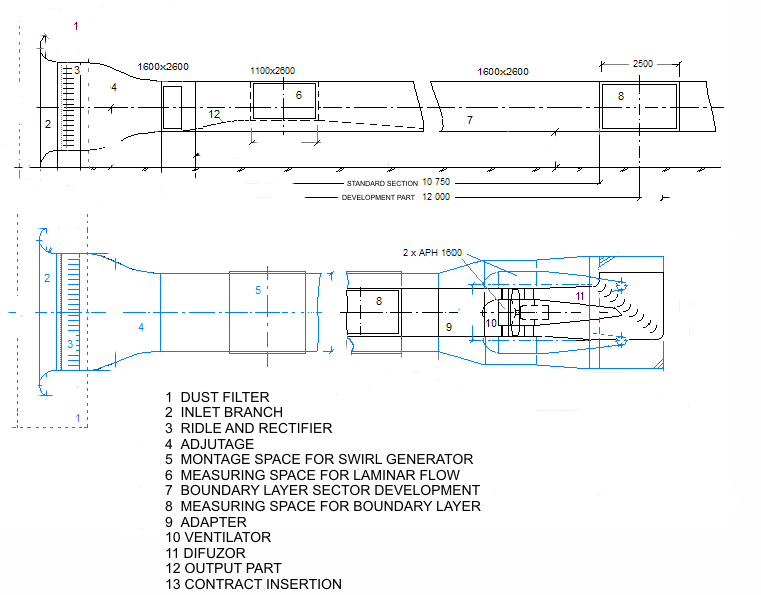 1
1600x2600
1100x2600
1600x2600
2500
3
4
6
8
2
12
7
STANDARD SECTION 10 750
DEVELOPMENT PART 12 000
2 x APH 1600
2
5
8
11
4
9
10
3
1
1 DUST FILTER
2 INLET BRANCH
3 RIDLE AND RECTIFIER
4 ADJUTAGE
5 MONTAGE SPACE FOR SWIRL GENERATOR
6 MEASURING SPACE FOR LAMINAR FLOW
7 BOUNDARY LAYER SECTOR DEVELOPMENT
8 MEASURING SPACE FOR BOUNDARY LAYER
9 ADAPTER
10 VENTILATOR
11 DIFUZOR
12 OUTPUT PART
13 CONTRACT INSERTION